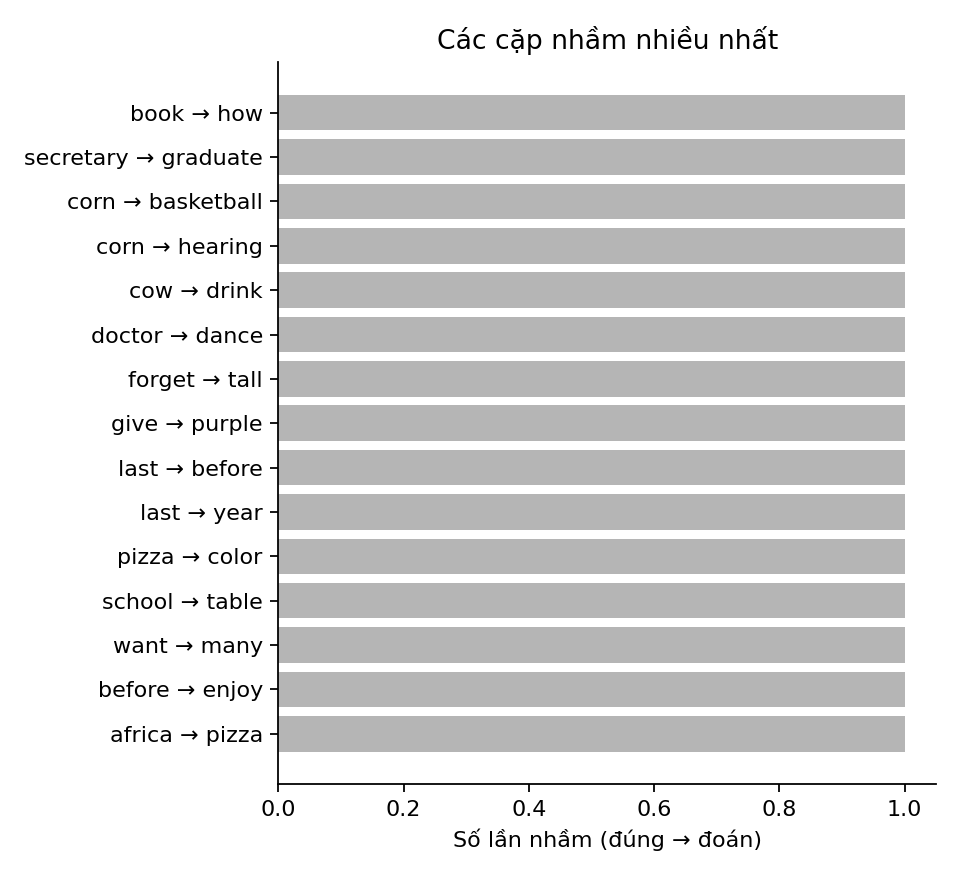 Các cặp nhầm nhiều nhất
book → how
secretary → graduate
corn → basketball
corn → hearing
cow → drink
doctor → dance
forget → tall
give → purple
last → before
last → year
pizza → color
school → table
want → many
before → enjoy
africa → pizza
0.0 0.2 0.4 0.6 0.8 1.0
Số lần nhầm (đúng → đoán)